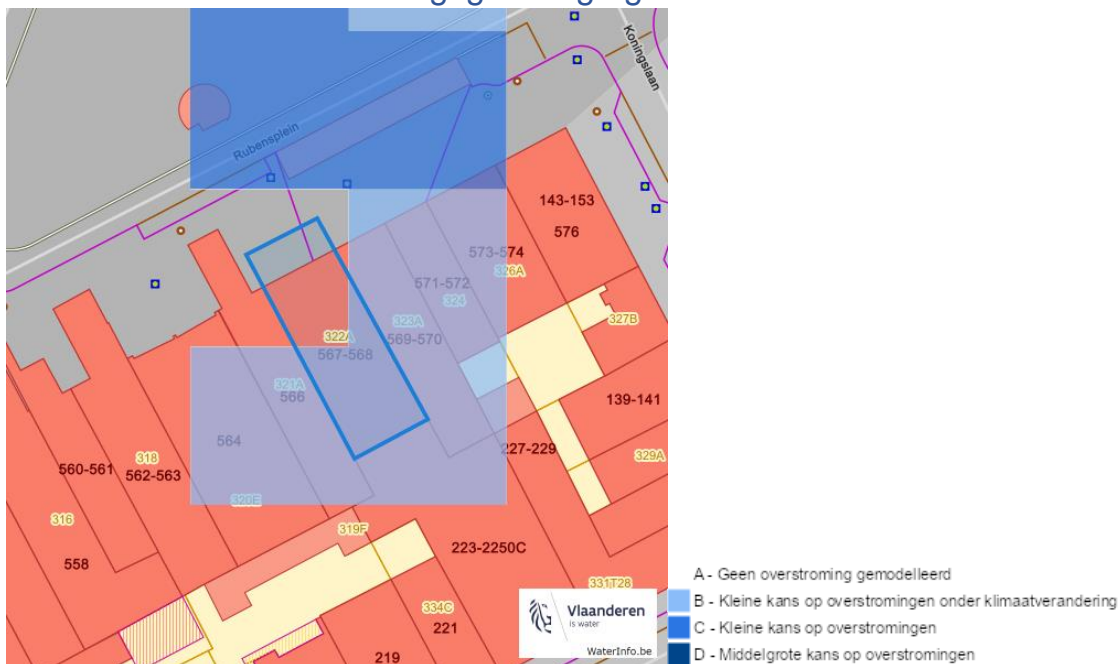 Koningslaan
Rubensplein
143-153
576
573-574
326A
571-572
324
323A
569-570
322A
567-568
327B
321A
566
139-141
564
227-229
329A
560-561
318
562-563
320E
316
319F
558
223-2250C
331T28
334C
221
219
Vlaanderen
is water
WaterInfo.be
A - Geen overstroming gemodelleerd
B - Kleine kans op overstromingen onder klimaatverandering
C - Kleine kans op overstromingen
D - Middelgrote kans op overstromingen